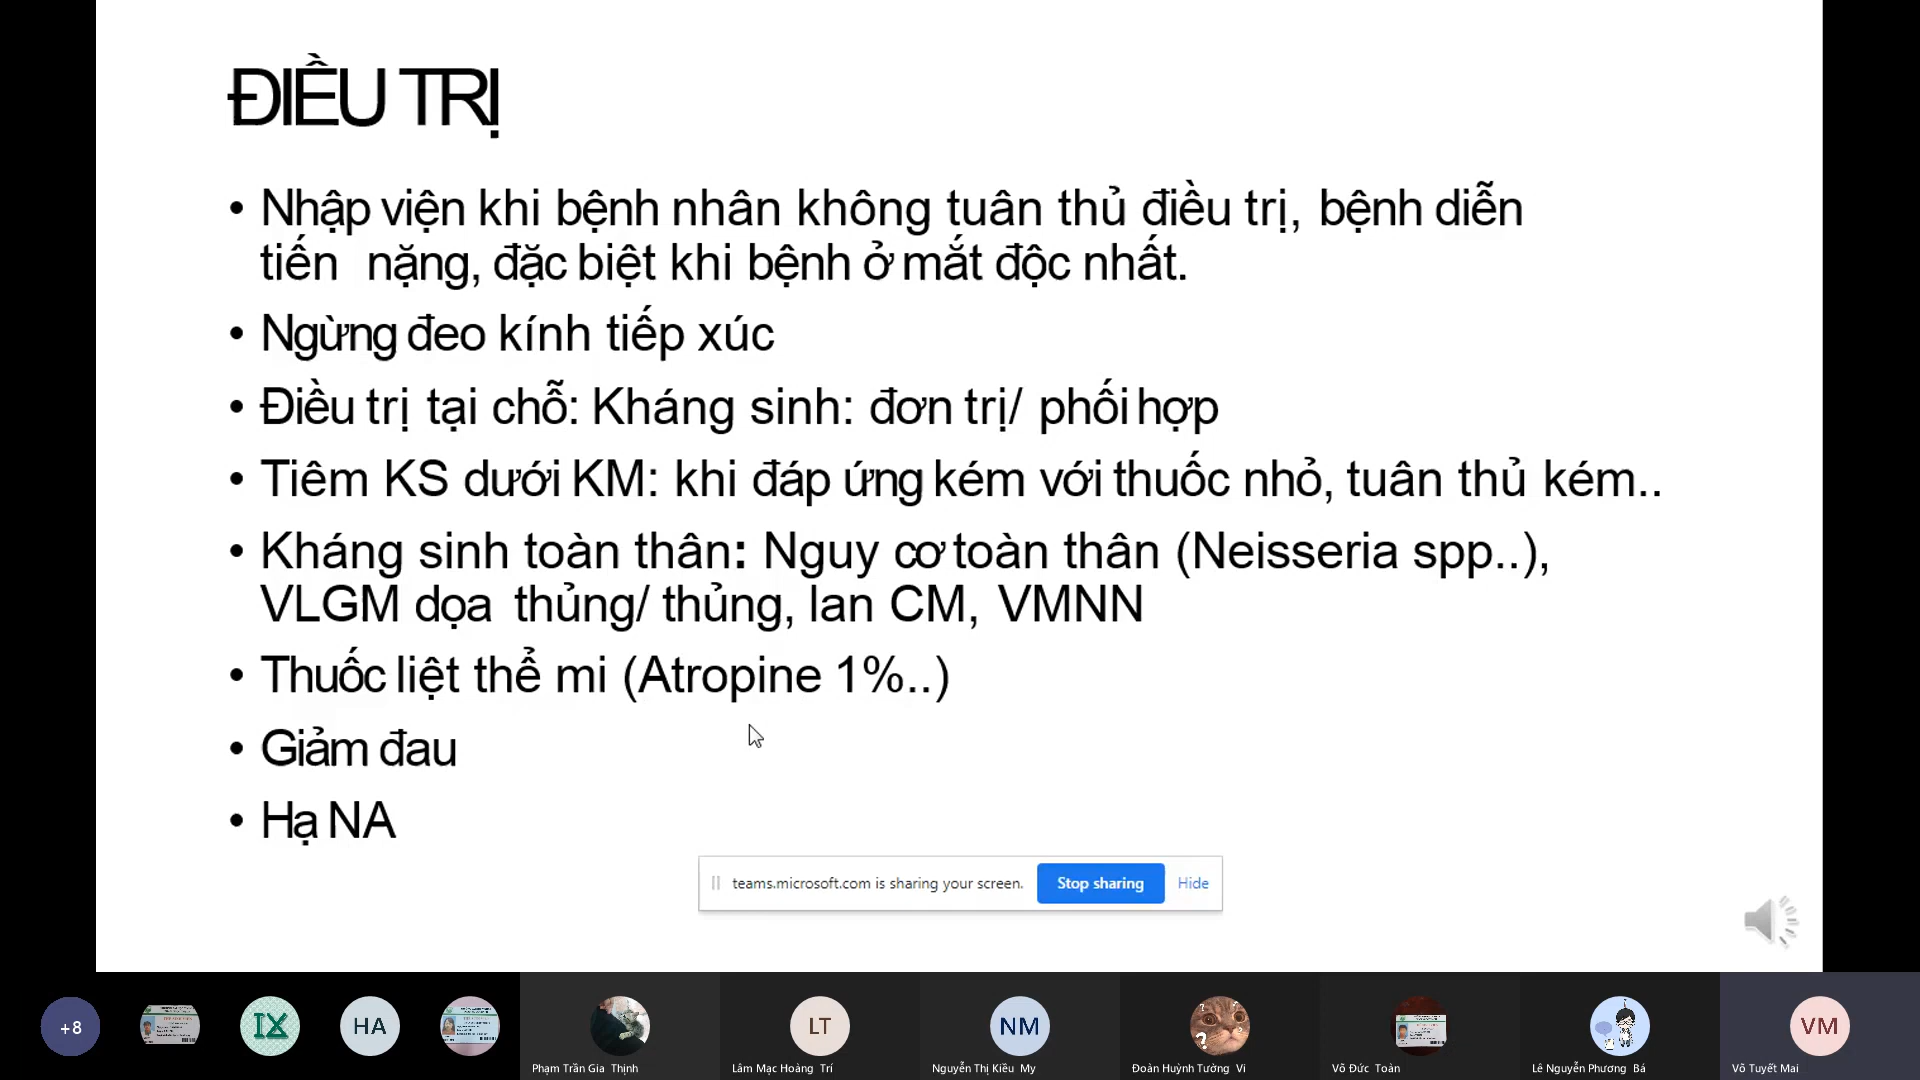 ĐIỀU TRỊ
• Nhập viện khi bệnh nhân không tuân thủ điều trị, bệnh diễn
tiến nặng, đặc biệt khi bệnh ở mắt độc nhất.
• Ngừng đeo kính tiếp xúc
• Điều trị tại chỗ: Kháng sinh: đơn trị/ phối hợp
• Tiêm KS dưới KM: khi đáp ứng kém với thuốc nhỏ, tuân thủ kém..
• Kháng sinh toàn thân: Nguy cơ toàn thân (Neisseria spp..),
VLGM dọa thủng/ thủng, lan CM, VMNN
• Thuốc liệt thể mi (Atropine 1%..)
• Giảm đau
• Hạ NA
teams.microsoft.com is sharing your screen. Stop sharing Hide
+8 IX HA LT NM VM
Phạm Trần Gia Thịnh Lâm Mạc Hoàng Trí Nguyễn Thị Kiều My Đoàn Huỳnh Tường Vi Võ Đức Toàn Lê Nguyễn Phương Bá Võ Tuyết Mai